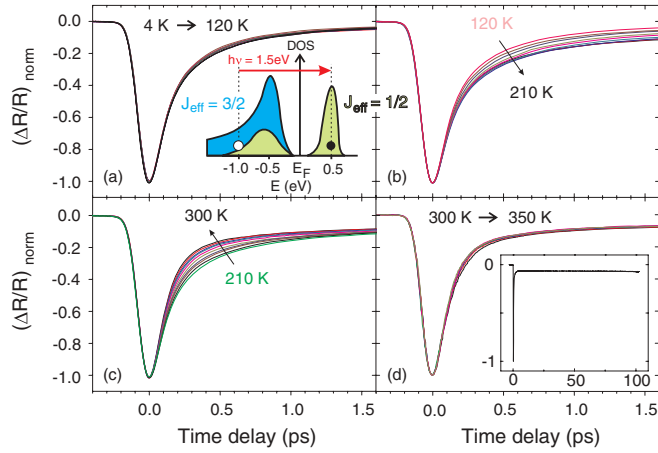 4 K → 120 K
DOS
hν = 1.5eV
J_eff = 3/2
J_eff = 1/2
-1.0 -0.5 E_F 0.5
E (eV)
(a)
0.0
-0.2
-0.4
-0.6
-0.8
-1.0
(ΔR/R)_norm
120 K
210 K
(b)
300 K
210 K
(c)
0.0
-0.2
-0.4
-0.6
-0.8
-1.0
(ΔR/R)_norm
0.0 0.5 1.0 1.5
Time delay (ps)
300 K → 350 K
0
-1
0 50 100
(d)
0.0 0.5 1.0 1.5
Time delay (ps)